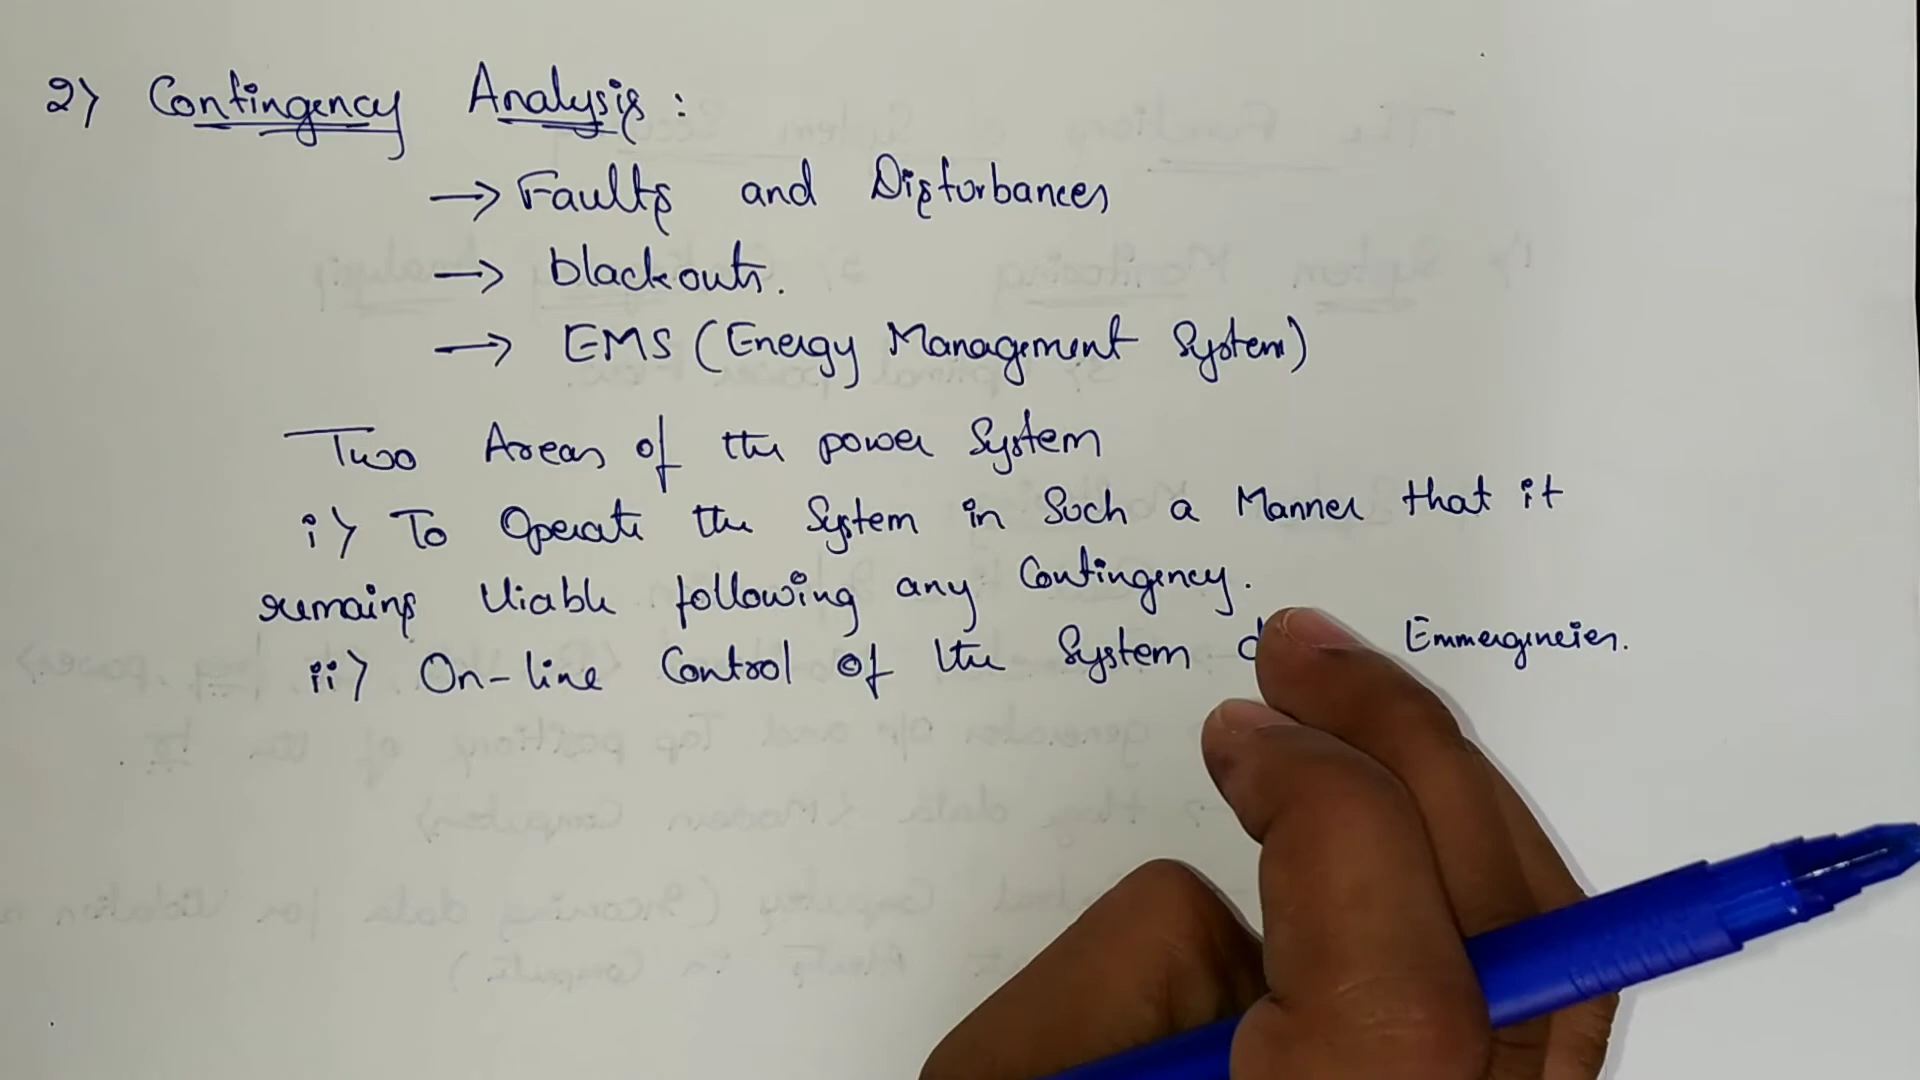 2) Contingency Analysis :
→ Faults and Disturbances
→ blackouts.
→ EMS (Energy Management System)
Two Areas of the power System
i) To Operate the System in Such a Manner that it
remains Viable following any Contingency.
ii) On-line Control of the System Emmergencies.